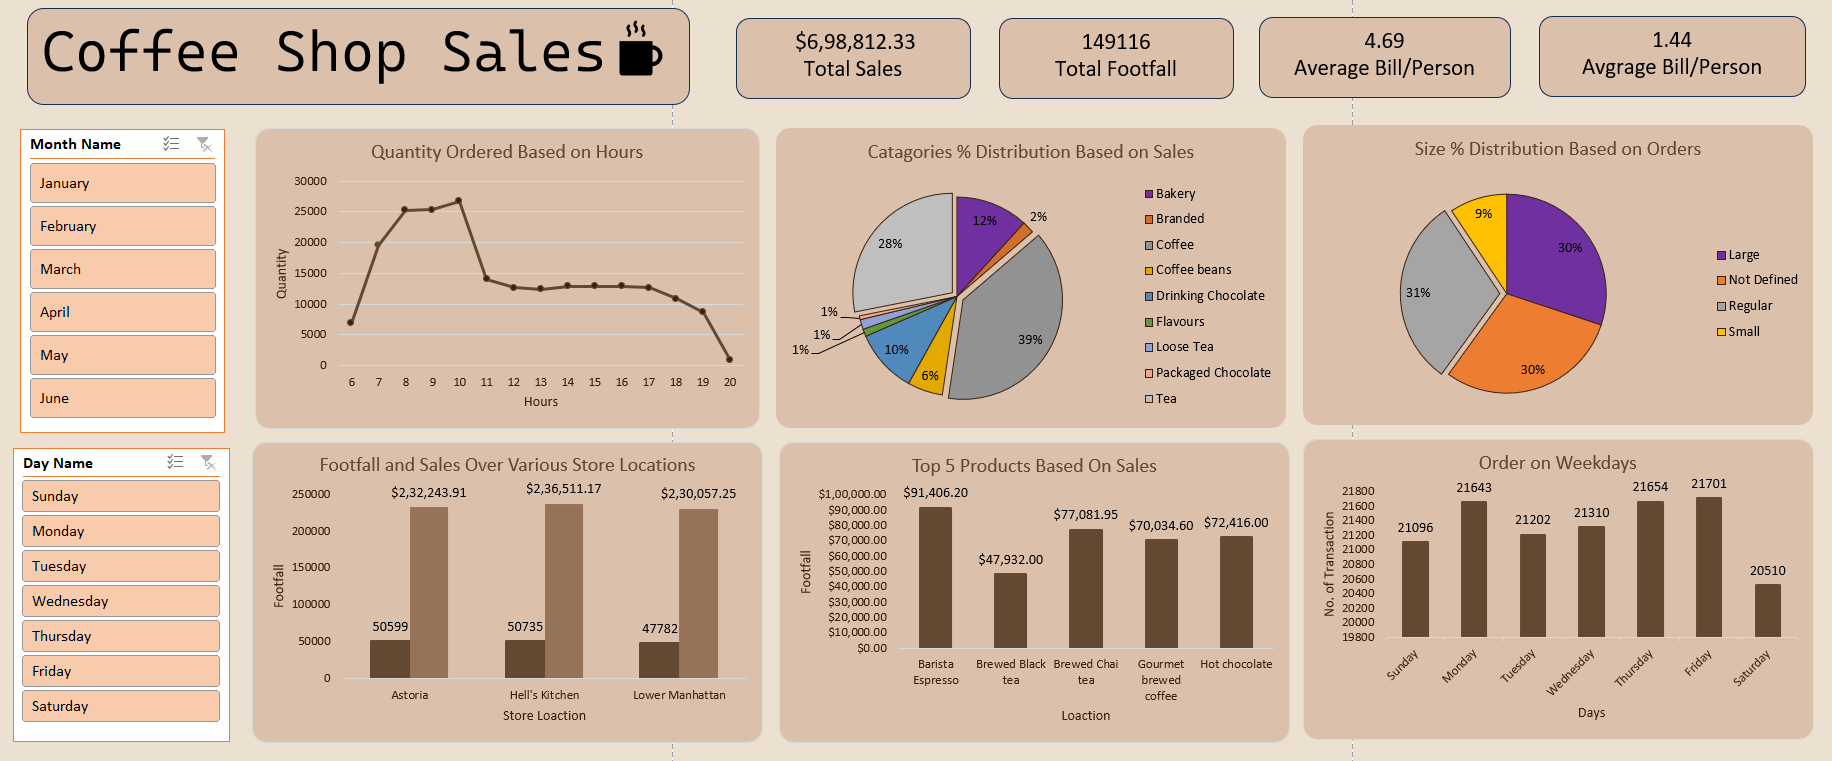 Coffee Shop Sales
$6,98,812.33
Total Sales
149116
Total Footfall
4.69
Average Bill/Person
1.44
Avgrage Bill/Person
Month Name
January
February
March
April
May
June
Day Name
Sunday
Monday
Tuesday
Wednesday
Thursday
Friday
Saturday
Quantity Ordered Based on Hours
Quantity
30000
25000
20000
15000
10000
5000
0
6 7 8 9 10 11 12 13 14 15 16 17 18 19 20
Hours
Catagories % Distribution Based on Sales
12%
2%
39%
6%
10%
1%
1%
1%
28%
Bakery
Branded
Coffee
Coffee beans
Drinking Chocolate
Flavours
Loose Tea
Packaged Chocolate
Tea
Size % Distribution Based on Orders
30%
30%
31%
9%
Large
Not Defined
Regular
Small
Footfall and Sales Over Various Store Locations
Footfall
250000
200000
150000
100000
50000
0
$2,32,243.91 $2,36,511.17 $2,30,057.25
50599 50735 47782
Astoria Hell's Kitchen Lower Manhattan
Store Loaction
Top 5 Products Based On Sales
Footfall
$1,00,000.00
$90,000.00
$80,000.00
$70,000.00
$60,000.00
$50,000.00
$40,000.00
$30,000.00
$20,000.00
$10,000.00
$0.00
$91,406.20
$47,932.00
$77,081.95
$70,034.60
$72,416.00
Barista
Espresso
Brewed Black
tea
Brewed Chai
tea
Gourmet
brewed
coffee
Hot chocolate
Loaction
Order on Weekdays
No. of Transaction
21800
21600
21400
21200
21000
20800
20600
20400
20200
20000
19800
21096
21643
21202
21310
21654
21701
20510
Sunday
Monday
Tuesday
Wednesday
Thursday
Friday
Saturday
Days